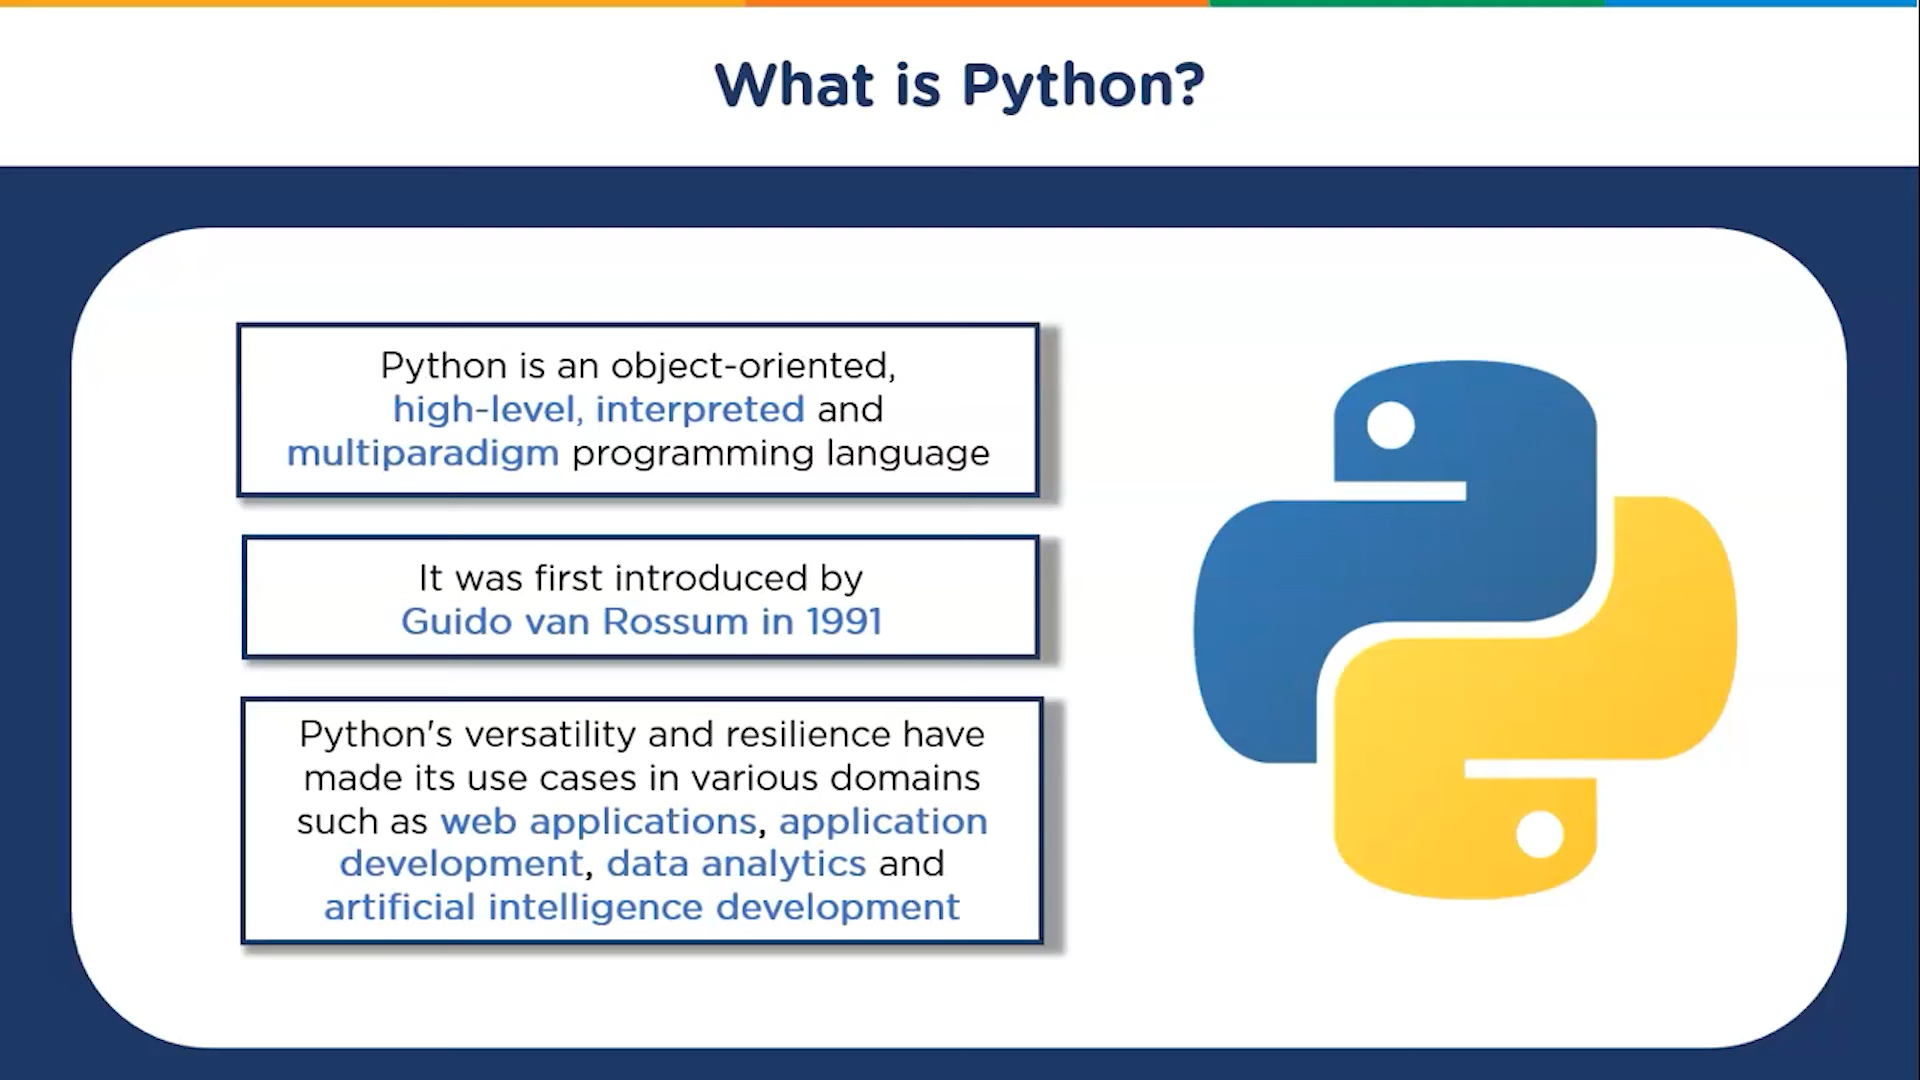 What is Python?
Python is an object-oriented,
high-level, interpreted and
multiparadigm programming language
It was first introduced by
Guido van Rossum in 1991
Python's versatility and resilience have
made its use cases in various domains
such as web applications, application
development, data analytics and
artificial intelligence development